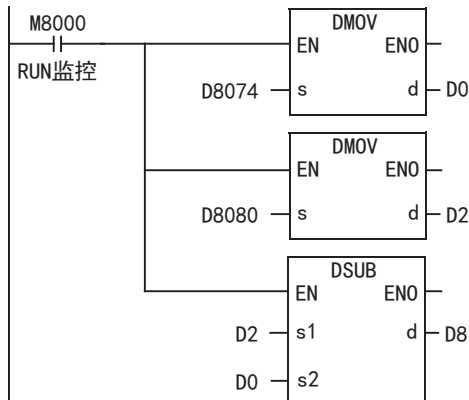 M8000
RUN监控
DMOV
EN ENO
D8074 s d D0
DMOV
EN ENO
D8080 s d D2
DSUB
EN ENO
D2 s1 d D8
D0 s2